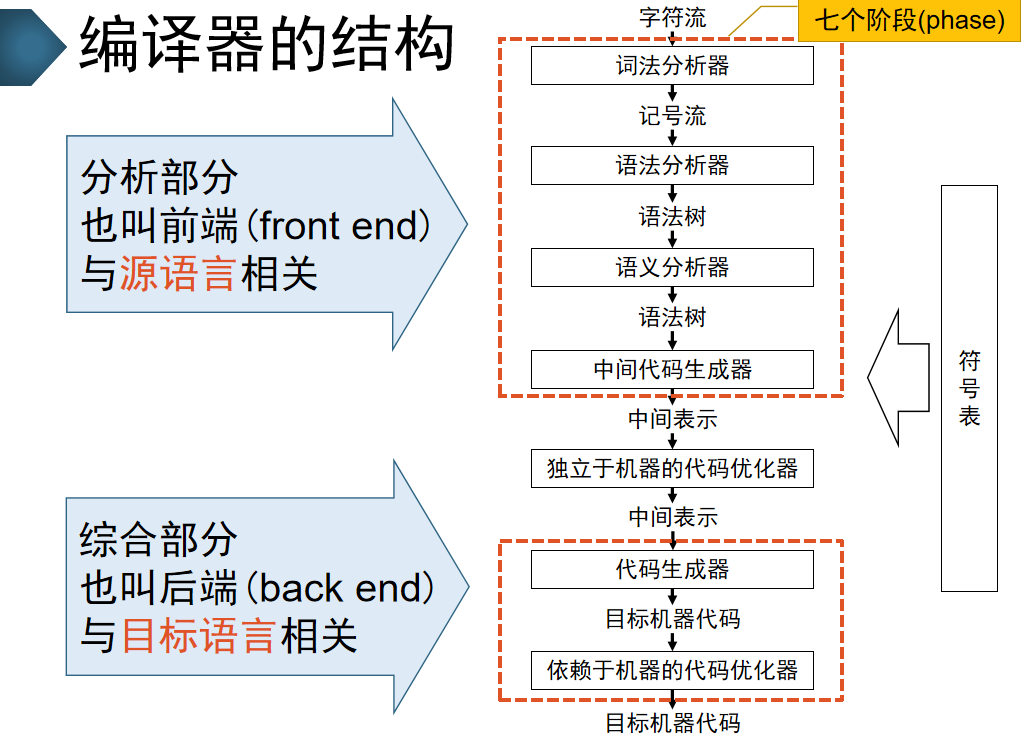 编译器的结构
七个阶段(phase)
分析部分
也叫前端(front end)
与源语言相关
综合部分
也叫后端(back end)
与目标语言相关
字符流
词法分析器
记号流
语法分析器
语法树
语义分析器
语法树
中间代码生成器
中间表示
独立于机器的代码优化器
中间表示
代码生成器
目标机器代码
依赖于机器的代码优化器
目标机器代码
符
号
表